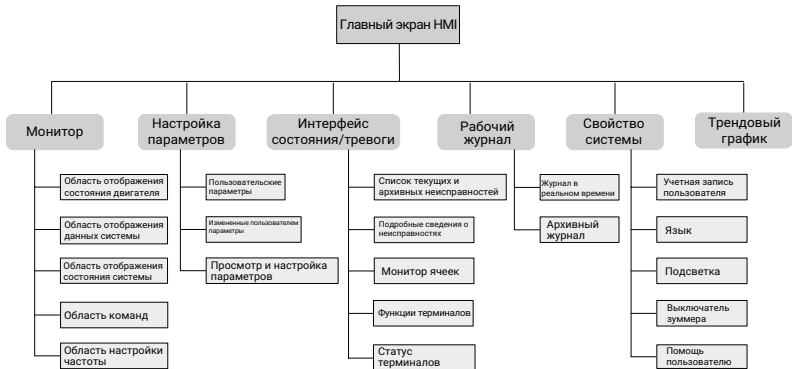 Главный экран HMI
Монитор
Настройка
параметров
Интерфейс
состояния/тревоги
Рабочий
журнал
Свойство
системы
Трендовый
график
Область отображения
состояния двигателя
Область отображения
данных системы
Область отображения
состояния системы
Область команд
Область настройки
частоты
Пользовательские
параметры
Измененные пользователем
параметры
Просмотр и настройка
параметров
Список текущих и
архивных неисправностей
Подробные сведения о
неисправностях
Монитор ячеек
Функции терминалов
Статус
терминалов
Журнал в
реальном времени
Архивный
журнал
Учетная запись
пользователя
Язык
Подсветка
Выключатель
зуммера
Помощь
пользователю